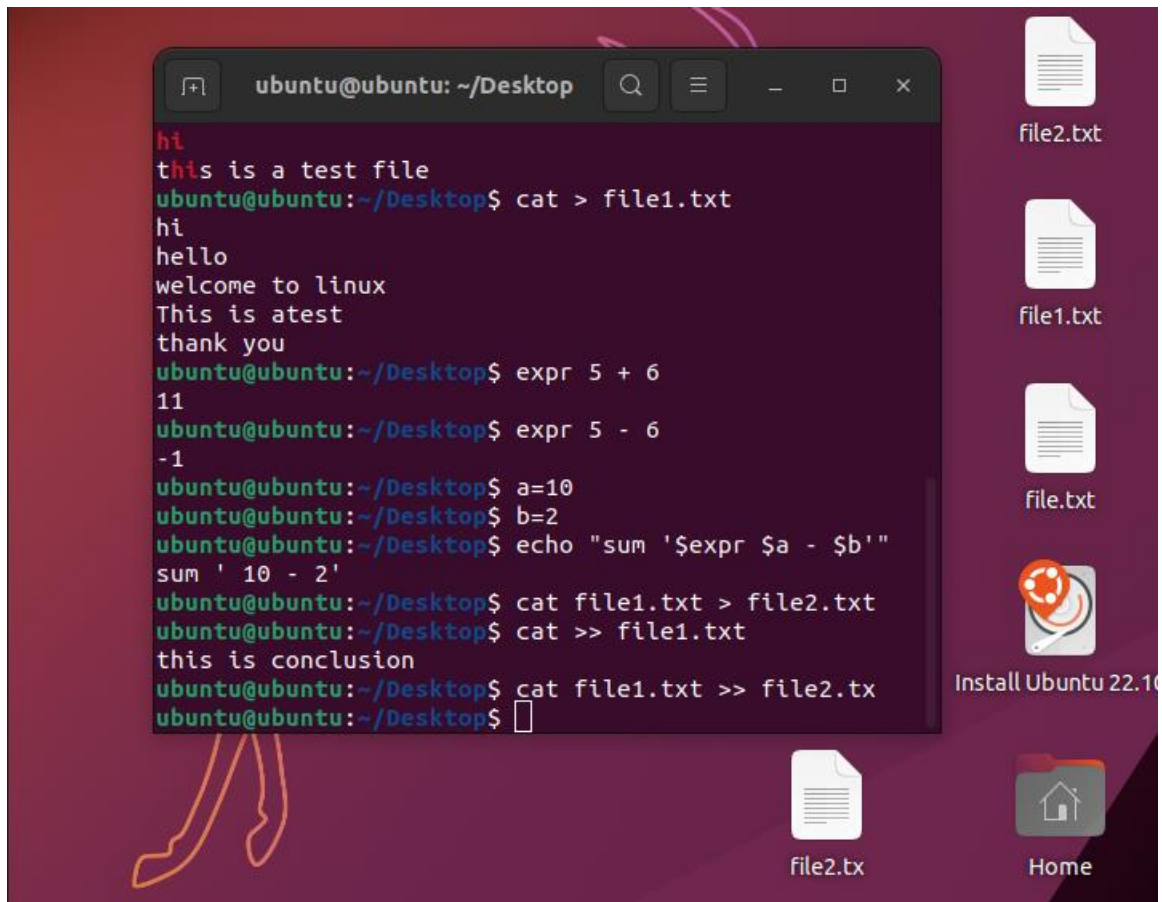 ubuntu@ubuntu: ~/Desktop
hi
this is a test file
ubuntu@ubuntu:~/Desktop$ cat > file1.txt
hi
hello
welcome to linux
This is atest
thank you
ubuntu@ubuntu:~/Desktop$ expr 5 + 6
11
ubuntu@ubuntu:~/Desktop$ expr 5 - 6
-1
ubuntu@ubuntu:~/Desktop$ a=10
ubuntu@ubuntu:~/Desktop$ b=2
ubuntu@ubuntu:~/Desktop$ echo "sum '$expr $a - $b'"
sum ' 10 - 2'
ubuntu@ubuntu:~/Desktop$ cat file1.txt > file2.txt
ubuntu@ubuntu:~/Desktop$ cat >> file1.txt
this is conclusion
ubuntu@ubuntu:~/Desktop$ cat file1.txt >> file2.tx
ubuntu@ubuntu:~/Desktop$
file2.txt
file1.txt
file.txt
Install Ubuntu 22.10
file2.tx
Home